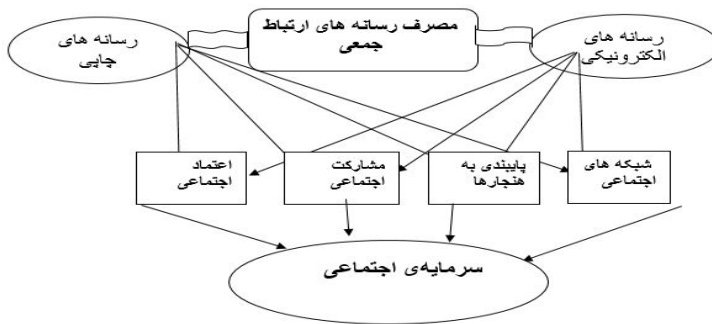 مصرف رسانه های ارتباط
جمعی
رسانه های
الکترونیکی
رسانه های
چاپی
شبکه های
اجتماعی
پایبندی به
هنجارها
مشارکت
اجتماعی
اعتماد
اجتماعی
سرمایه‌ی اجتماعی